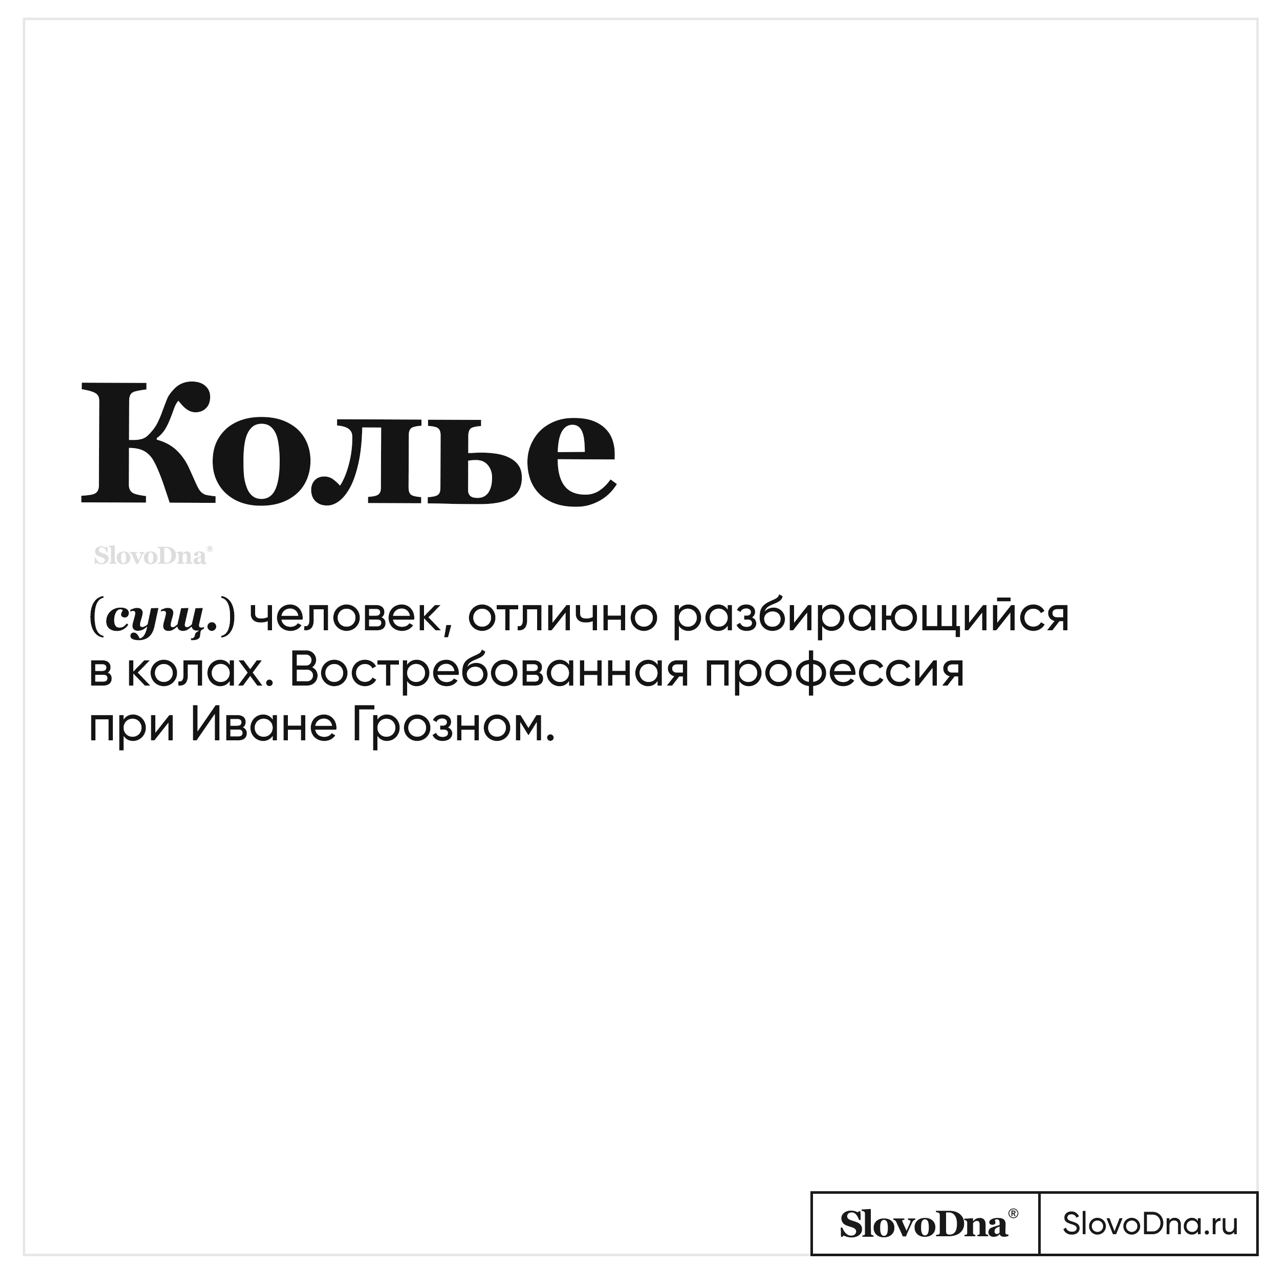 Колье
SlovoDna®
(сущ.) человек, отлично разбирающийся
в колах. Востребованная профессия
при Иване Грозном.
SlovoDna®
SlovoDna.ru